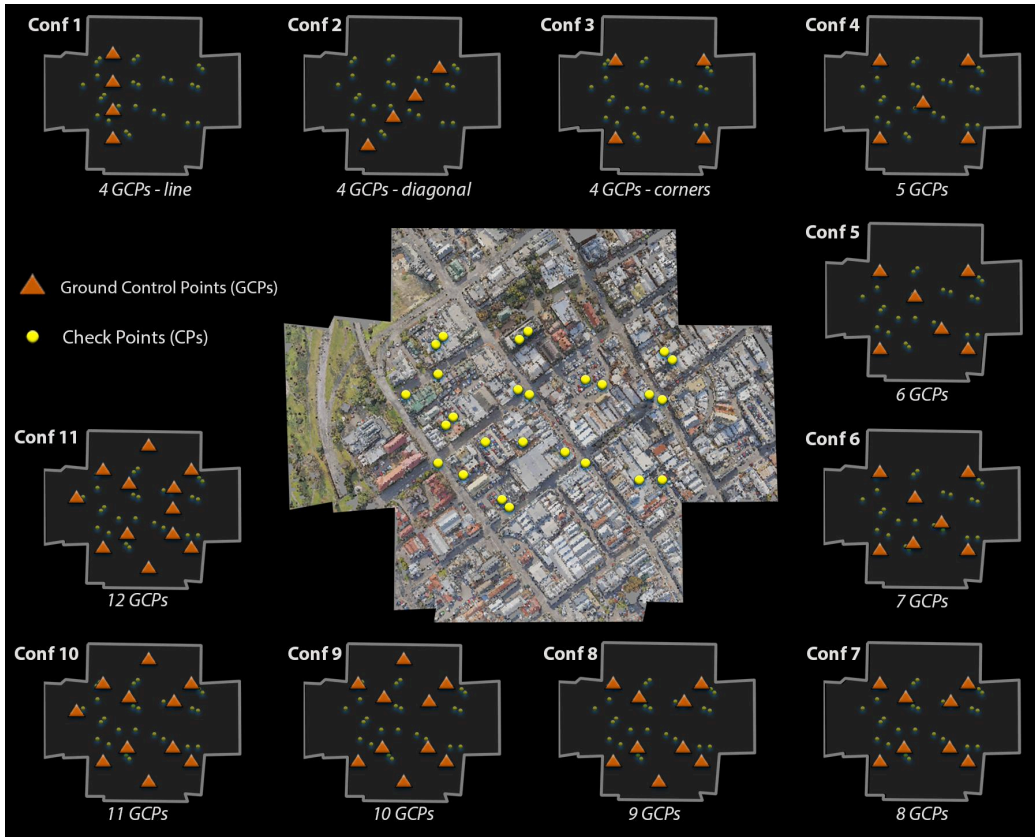 Conf 1
4 GCPs - line
Conf 2
4 GCPs - diagonal
Conf 3
4 GCPs - corners
Conf 4
5 GCPs
Conf 5
6 GCPs
Ground Control Points (GCPs)
Check Points (CPs)
Conf 11
12 GCPs
Conf 6
7 GCPs
Conf 10
11 GCPs
Conf 9
10 GCPs
Conf 8
9 GCPs
Conf 7
8 GCPs